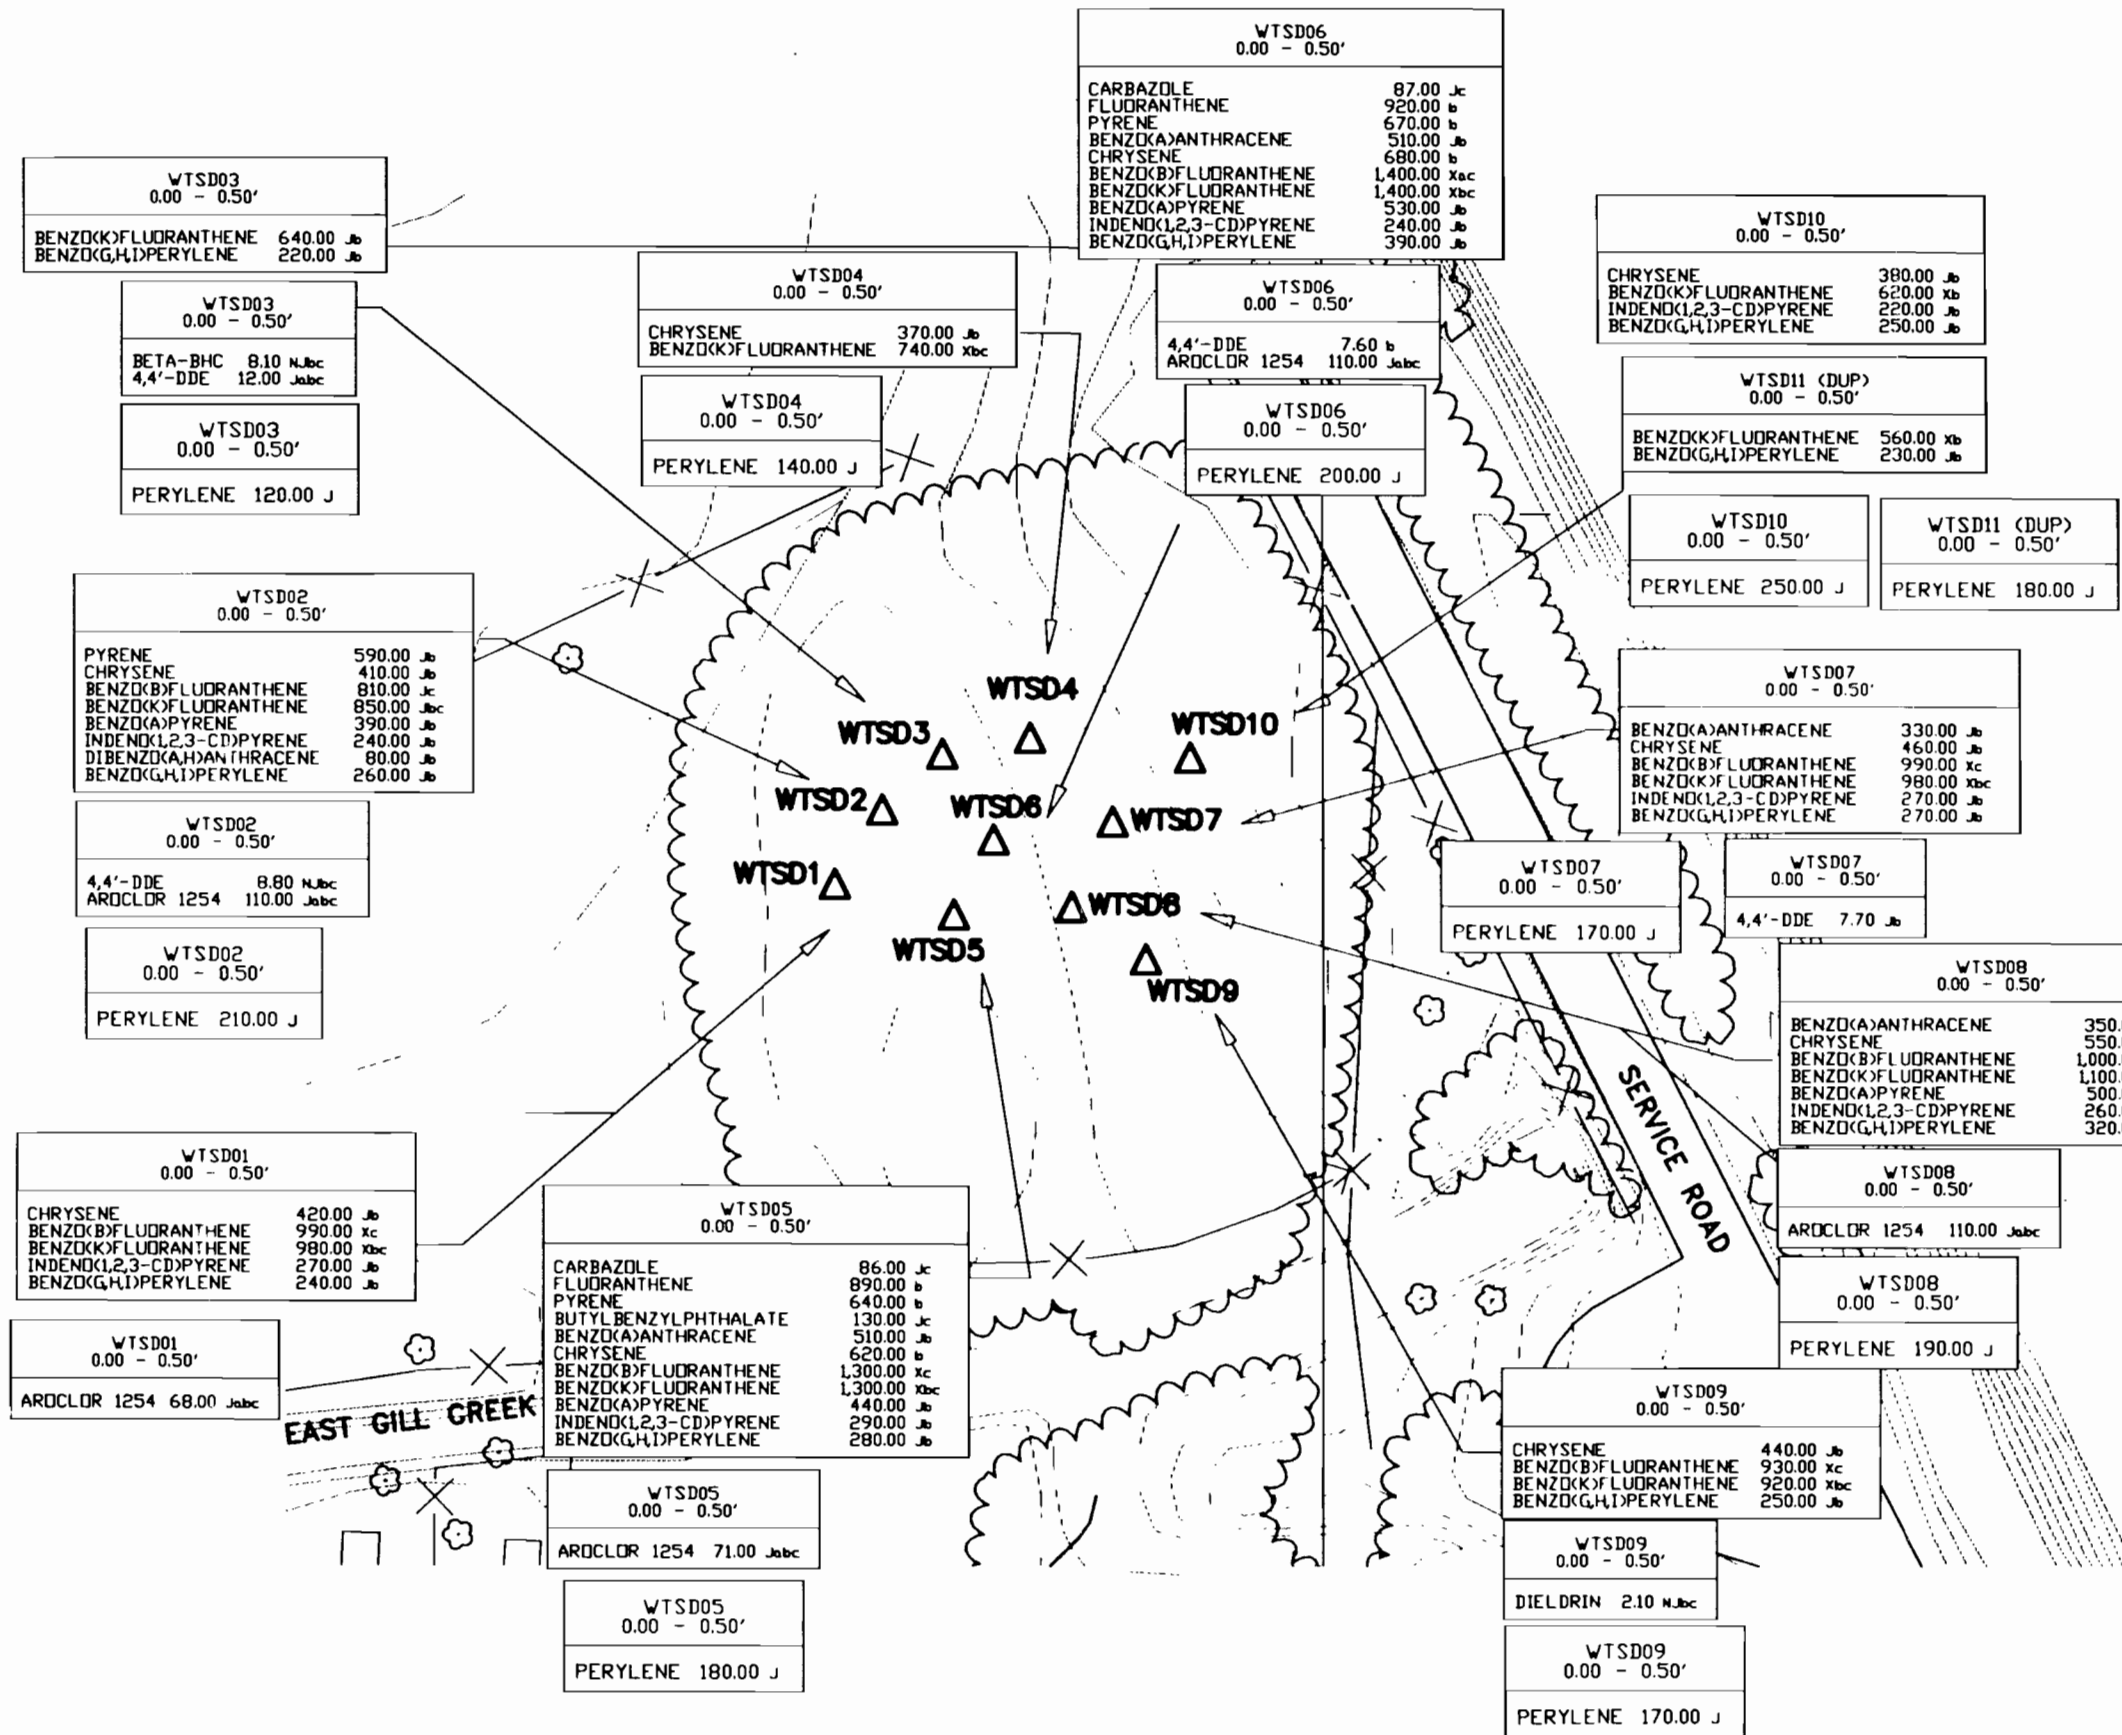 WTSD06
0.00 - 0.50'
CARBAZOLE 87.00 Jc
FLUORANTHENE 920.00 b
PYRENE 670.00 b
BENZO(A)ANTHRACENE 510.00 Jb
CHRYSENE 680.00 b
BENZO(B)FLUORANTHENE 1,400.00 Xac
BENZO(K)FLUORANTHENE 1,400.00 Xbc
BENZO(A)PYRENE 530.00 Jb
INDENO(1,2,3-CD)PYRENE 240.00 Jb
BENZO(G,H,I)PERYLENE 390.00 Jb
WTSD03
0.00 - 0.50'
BENZO(K)FLUORANTHENE 640.00 Jb
BENZO(G,H,I)PERYLENE 220.00 Jb
WTSD03
0.00 - 0.50'
BETA-BHC 8.10 NJbc
4,4'-DDE 12.00 Jabc
WTSD03
0.00 - 0.50'
PERYLENE 120.00 J
WTSD04
0.00 - 0.50'
CHRYSENE 370.00 Jb
BENZO(K)FLUORANTHENE 740.00 Xbc
WTSD04
0.00 - 0.50'
PERYLENE 140.00 J
WTSD06
0.00 - 0.50'
4,4'-DDE 7.60 b
AROCLOR 1254 110.00 Jabc
WTSD06
0.00 - 0.50'
PERYLENE 200.00 J
WTSD10
0.00 - 0.50'
CHRYSENE 380.00 Jb
BENZO(K)FLUORANTHENE 620.00 Xb
INDENO(1,2,3-CD)PYRENE 220.00 Jb
BENZO(G,H,I)PERYLENE 250.00 Jb
WTSD11 (DUP)
0.00 - 0.50'
BENZO(K)FLUORANTHENE 560.00 Xb
BENZO(G,H,I)PERYLENE 230.00 Jb
WTSD10
0.00 - 0.50'
PERYLENE 250.00 J
WTSD11 (DUP)
0.00 - 0.50'
PERYLENE 180.00 J
WTSD02
0.00 - 0.50'
PYRENE 590.00 Jb
CHRYSENE 410.00 Jb
BENZO(B)FLUORANTHENE 810.00 Jc
BENZO(K)FLUORANTHENE 850.00 Jbc
BENZO(A)PYRENE 390.00 Jb
INDENO(1,2,3-CD)PYRENE 240.00 Jb
DIBENZO(A,H)ANTHRACENE 80.00 Jb
BENZO(G,H,I)PERYLENE 260.00 Jb
WTSD02
0.00 - 0.50'
4,4'-DDE 8.80 NJbc
AROCLOR 1254 110.00 Jabc
WTSD02
0.00 - 0.50'
PERYLENE 210.00 J
WTSD4
WTSD3
WTSD10
WTSD2
WTSD6
WTSD7
WTSD1
WTSD8
WTSD5
WTSD9
WTSD07
0.00 - 0.50'
BENZO(A)ANTHRACENE 330.00 Jb
CHRYSENE 460.00 Jb
BENZO(B)FLUORANTHENE 990.00 Xc
BENZO(K)FLUORANTHENE 980.00 Xbc
INDENO(1,2,3-CD)PYRENE 270.00 Jb
BENZO(G,H,I)PERYLENE 270.00 Jb
WTSD07
0.00 - 0.50'
PERYLENE 170.00 J
WTSD07
0.00 - 0.50'
4,4'-DDE 7.70 Jb
WTSD08
0.00 - 0.50'
BENZO(A)ANTHRACENE 350.
CHRYSENE 550.
BENZO(B)FLUORANTHENE 1,000.
BENZO(K)FLUORANTHENE 1,100.
BENZO(A)PYRENE 500.
INDENO(1,2,3-CD)PYRENE 260.
BENZO(G,H,I)PERYLENE 320.
SERVICE ROAD
WTSD08
0.00 - 0.50'
AROCLOR 1254 110.00 Jabc
WTSD08
0.00 - 0.50'
PERYLENE 190.00 J
WTSD01
0.00 - 0.50'
CHRYSENE 420.00 Jb
BENZO(B)FLUORANTHENE 990.00 Xc
BENZO(K)FLUORANTHENE 980.00 Xbc
INDENO(1,2,3-CD)PYRENE 270.00 Jb
BENZO(G,H,I)PERYLENE 240.00 Jb
WTSD01
0.00 - 0.50'
AROCLOR 1254 68.00 Jabc
EAST GILL CREEK
WTSD05
0.00 - 0.50'
CARBAZOLE 86.00 Jc
FLUORANTHENE 890.00 b
PYRENE 640.00 b
BUTYLBENZYLPHTHALATE 130.00 Jc
BENZO(A)ANTHRACENE 510.00 Jb
CHRYSENE 620.00 b
BENZO(B)FLUORANTHENE 1,300.00 Xc
BENZO(K)FLUORANTHENE 1,300.00 Xbc
BENZO(A)PYRENE 440.00 Jb
INDENO(1,2,3-CD)PYRENE 290.00 Jb
BENZO(G,H,I)PERYLENE 280.00 Jb
WTSD05
0.00 - 0.50'
AROCLOR 1254 71.00 Jabc
WTSD05
0.00 - 0.50'
PERYLENE 180.00 J
WTSD09
0.00 - 0.50'
CHRYSENE 440.00 Jb
BENZO(B)FLUORANTHENE 930.00 Xc
BENZO(K)FLUORANTHENE 920.00 Xbc
BENZO(G,H,I)PERYLENE 250.00 Jb
WTSD09
0.00 - 0.50'
DIELDRIN 2.10 NJbc
WTSD09
0.00 - 0.50'
PERYLENE 170.00 J